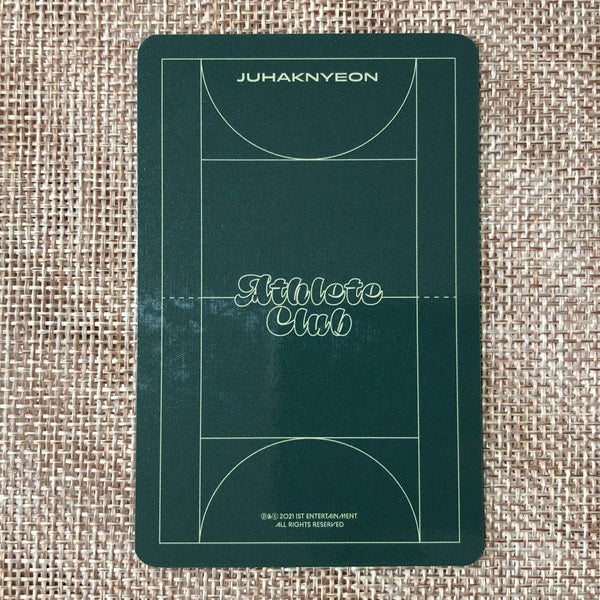 JUHAKNYEON
Athlete
Club
℗&© 2021 IST ENTERTAINMENT.
ALL RIGHTS RESERVED